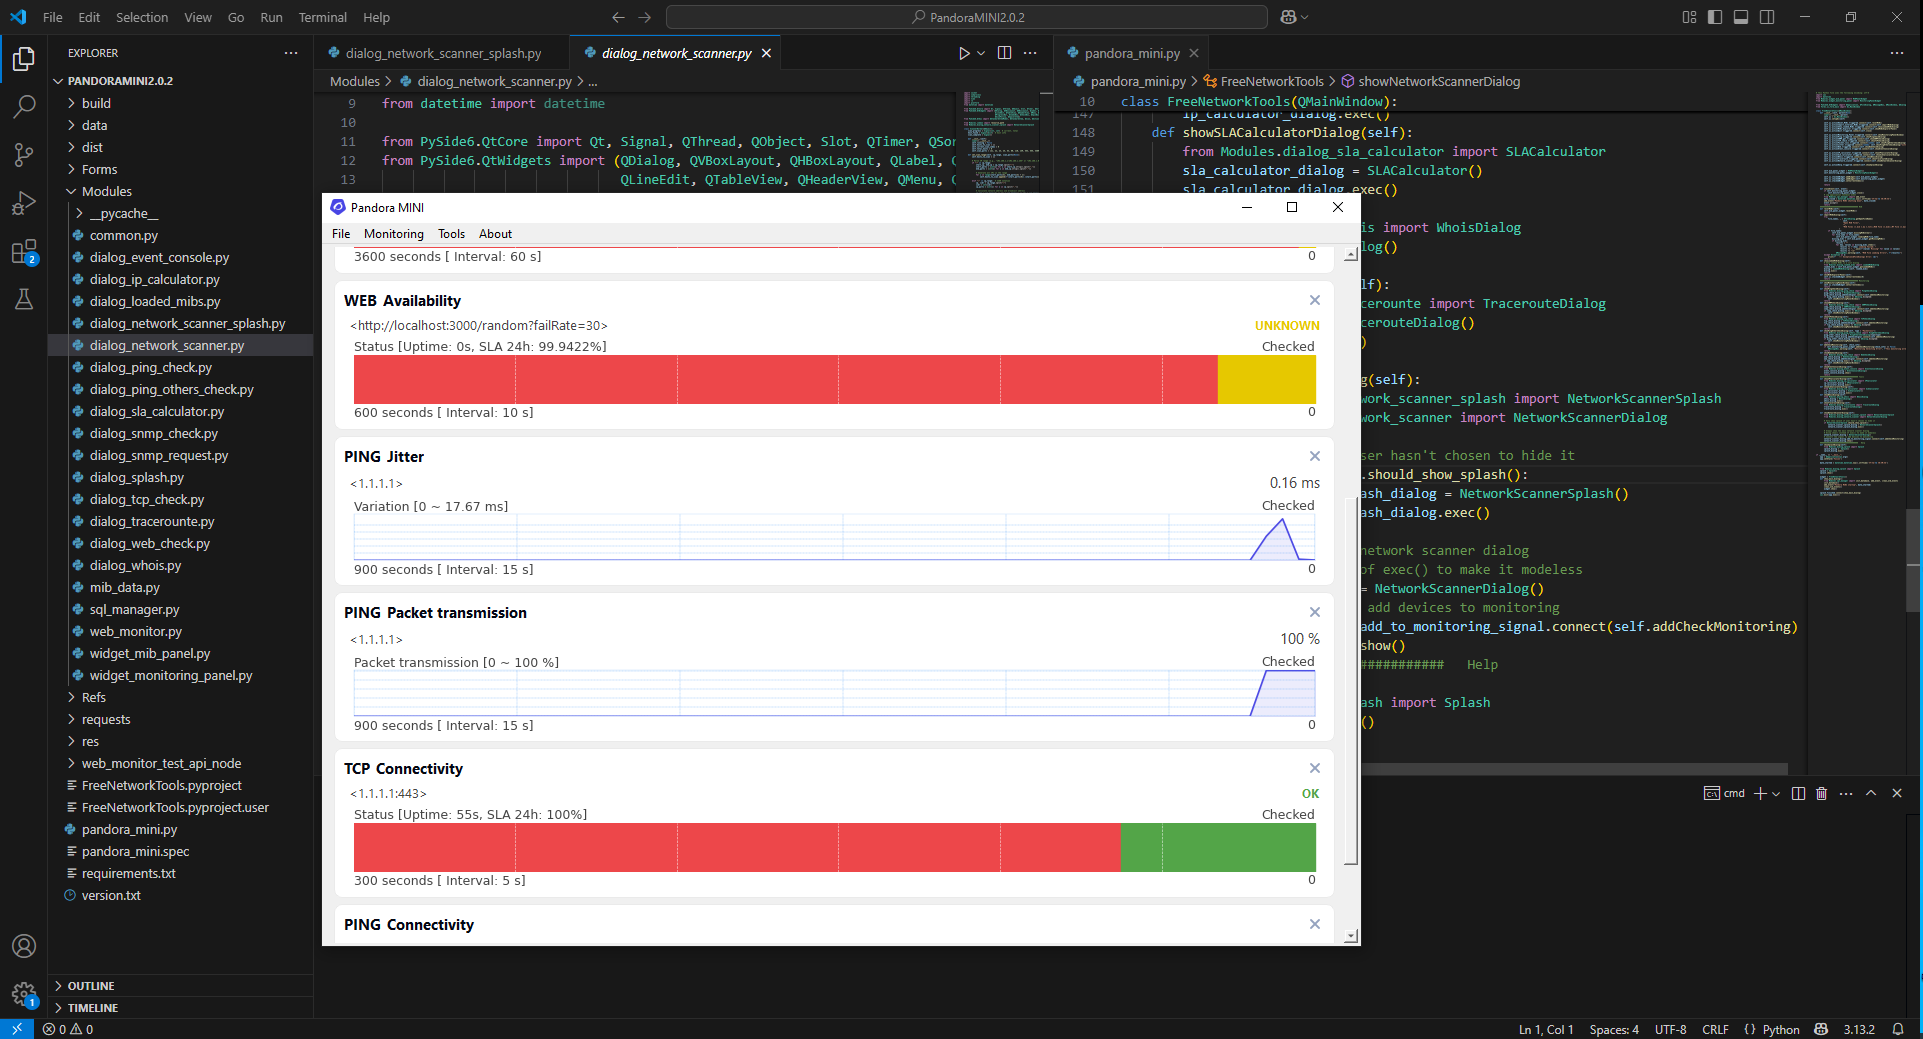 File Edit Selection View Go Run Terminal Help
PandoraMINI2.0.2
EXPLORER
PANDORAMINI2.0.2
build
data
dist
Forms
Modules
__pycache__
common.py
dialog_event_console.py
dialog_ip_calculator.py
dialog_loaded_mibs.py
dialog_network_scanner_splash.py
dialog_network_scanner.py
dialog_ping_check.py
dialog_ping_others_check.py
dialog_sla_calculator.py
dialog_snmp_check.py
dialog_snmp_request.py
dialog_splash.py
dialog_tcp_check.py
dialog_tracerounte.py
dialog_web_check.py
dialog_whois.py
mib_data.py
sql_manager.py
web_monitor.py
widget_mib_panel.py
widget_monitoring_panel.py
Refs
requests
res
web_monitor_test_api_node
FreeNetworkTools.pyproject
FreeNetworkTools.pyproject.user
pandora_mini.py
pandora_mini.spec
requirements.txt
version.txt
OUTLINE
TIMELINE
2
1
dialog_network_scanner_splash.py
dialog_network_scanner.py
Modules > dialog_network_scanner.py > ...
9 from datetime import datetime
10
11 from PySide6.QtCore import Qt, Signal, QThread, QObject, Slot, QTimer, QSor
12 from PySide6.QtWidgets import (QDialog, QVBoxLayout, QHBoxLayout, QLabel, Q
13 QLineEdit, QTableView, QHeaderView, QMenu, Q
pandora_mini.py
pandora_mini.py > FreeNetworkTools > showNetworkScannerDialog
10 class FreeNetworkTools(QMainWindow):
147 ip_calculator_dialog.exec()
148 def showSLACalculatorDialog(self):
149 from Modules.dialog_sla_calculator import SLACalculator
150 sla_calculator_dialog = SLACalculator()
151 sla_calculator_dialog.exec()
is import WhoisDialog
log()
lf):
cerounte import TracerouteDialog
cerouteDialog()
)
g(self):
work_scanner_splash import NetworkScannerSplash
work_scanner import NetworkScannerDialog
ser hasn't chosen to hide it
.should_show_splash():
ash_dialog = NetworkScannerSplash()
ash_dialog.exec()
network scanner dialog
of exec() to make it modeless
= NetworkScannerDialog()
add devices to monitoring
add_to_monitoring_signal.connect(self.addCheckMonitoring)
show()
########### Help
ash import Splash
()
cmd
Pandora MINI
File Monitoring Tools About
3600 seconds [ Interval: 60 s] 0
WEB Availability
<http://localhost:3000/random?failRate=30> UNKNOWN
Status [Uptime: 0s, SLA 24h: 99.9422%] Checked
600 seconds [ Interval: 10 s] 0
PING Jitter
<1.1.1.1> 0.16 ms
Variation [0 ~ 17.67 ms] Checked
900 seconds [ Interval: 15 s] 0
PING Packet transmission
<1.1.1.1> 100 %
Packet transmission [0 ~ 100 %] Checked
900 seconds [ Interval: 15 s] 0
TCP Connectivity
<1.1.1.1:443> OK
Status [Uptime: 55s, SLA 24h: 100%] Checked
300 seconds [ Interval: 5 s] 0
PING Connectivity
0 0
Ln 1, Col 1 Spaces: 4 UTF-8 CRLF {} Python 3.13.2